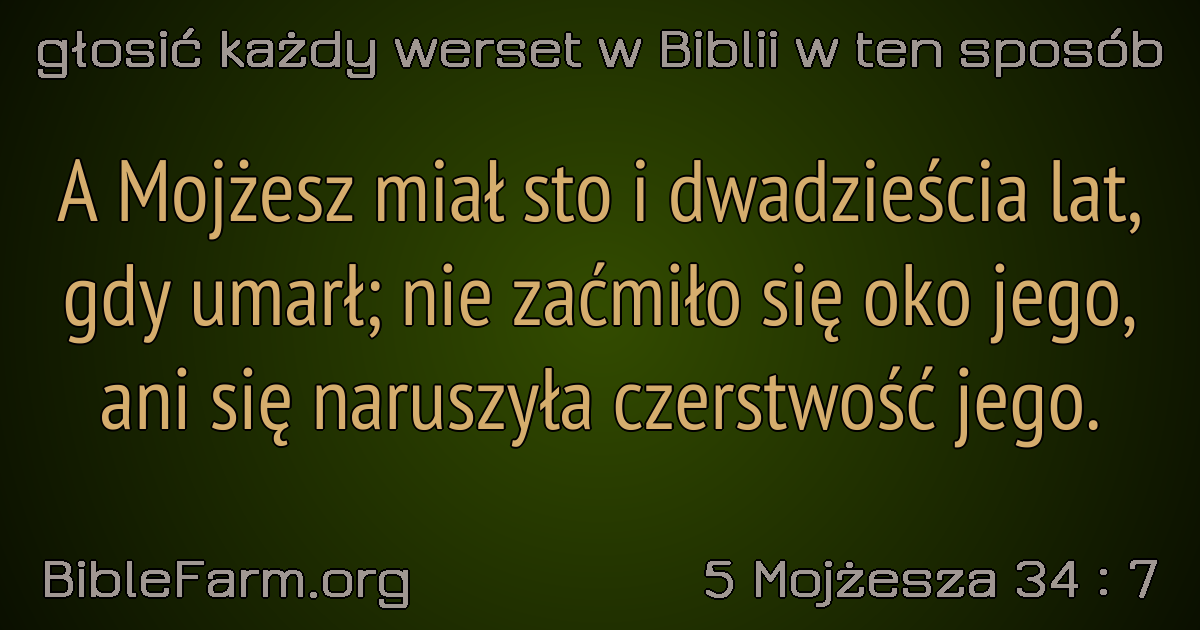 głosić każdy werset w Biblii w ten sposób
A Mojżesz miał sto i dwadzieścia lat,
gdy umarł; nie zaćmiło się oko jego,
ani się naruszyła czerstwość jego.
BibleFarm.org
5 Mojżesza 34 : 7